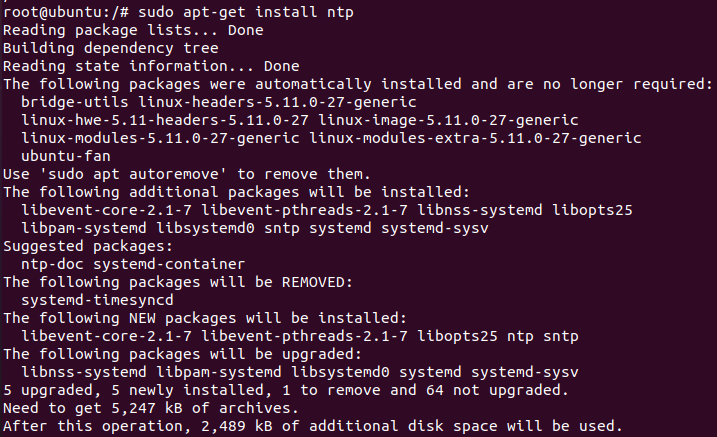 root@ubuntu:/# sudo apt-get install ntp
Reading package lists... Done
Building dependency tree
Reading state information... Done
The following packages were automatically installed and are no longer required:
  bridge-utils linux-headers-5.11.0-27-generic
  linux-hwe-5.11-headers-5.11.0-27 linux-image-5.11.0-27-generic
  linux-modules-5.11.0-27-generic linux-modules-extra-5.11.0-27-generic
  ubuntu-fan
Use 'sudo apt autoremove' to remove them.
The following additional packages will be installed:
  libevent-core-2.1-7 libevent-pthreads-2.1-7 libnss-systemd libopts25
  libpam-systemd libsystemd0 sntp systemd systemd-sysv
Suggested packages:
  ntp-doc systemd-container
The following packages will be REMOVED:
  systemd-timesyncd
The following NEW packages will be installed:
  libevent-core-2.1-7 libevent-pthreads-2.1-7 libopts25 ntp sntp
The following packages will be upgraded:
  libnss-systemd libpam-systemd libsystemd0 systemd systemd-sysv
5 upgraded, 5 newly installed, 1 to remove and 64 not upgraded.
Need to get 5,247 kB of archives.
After this operation, 2,489 kB of additional disk space will be used.